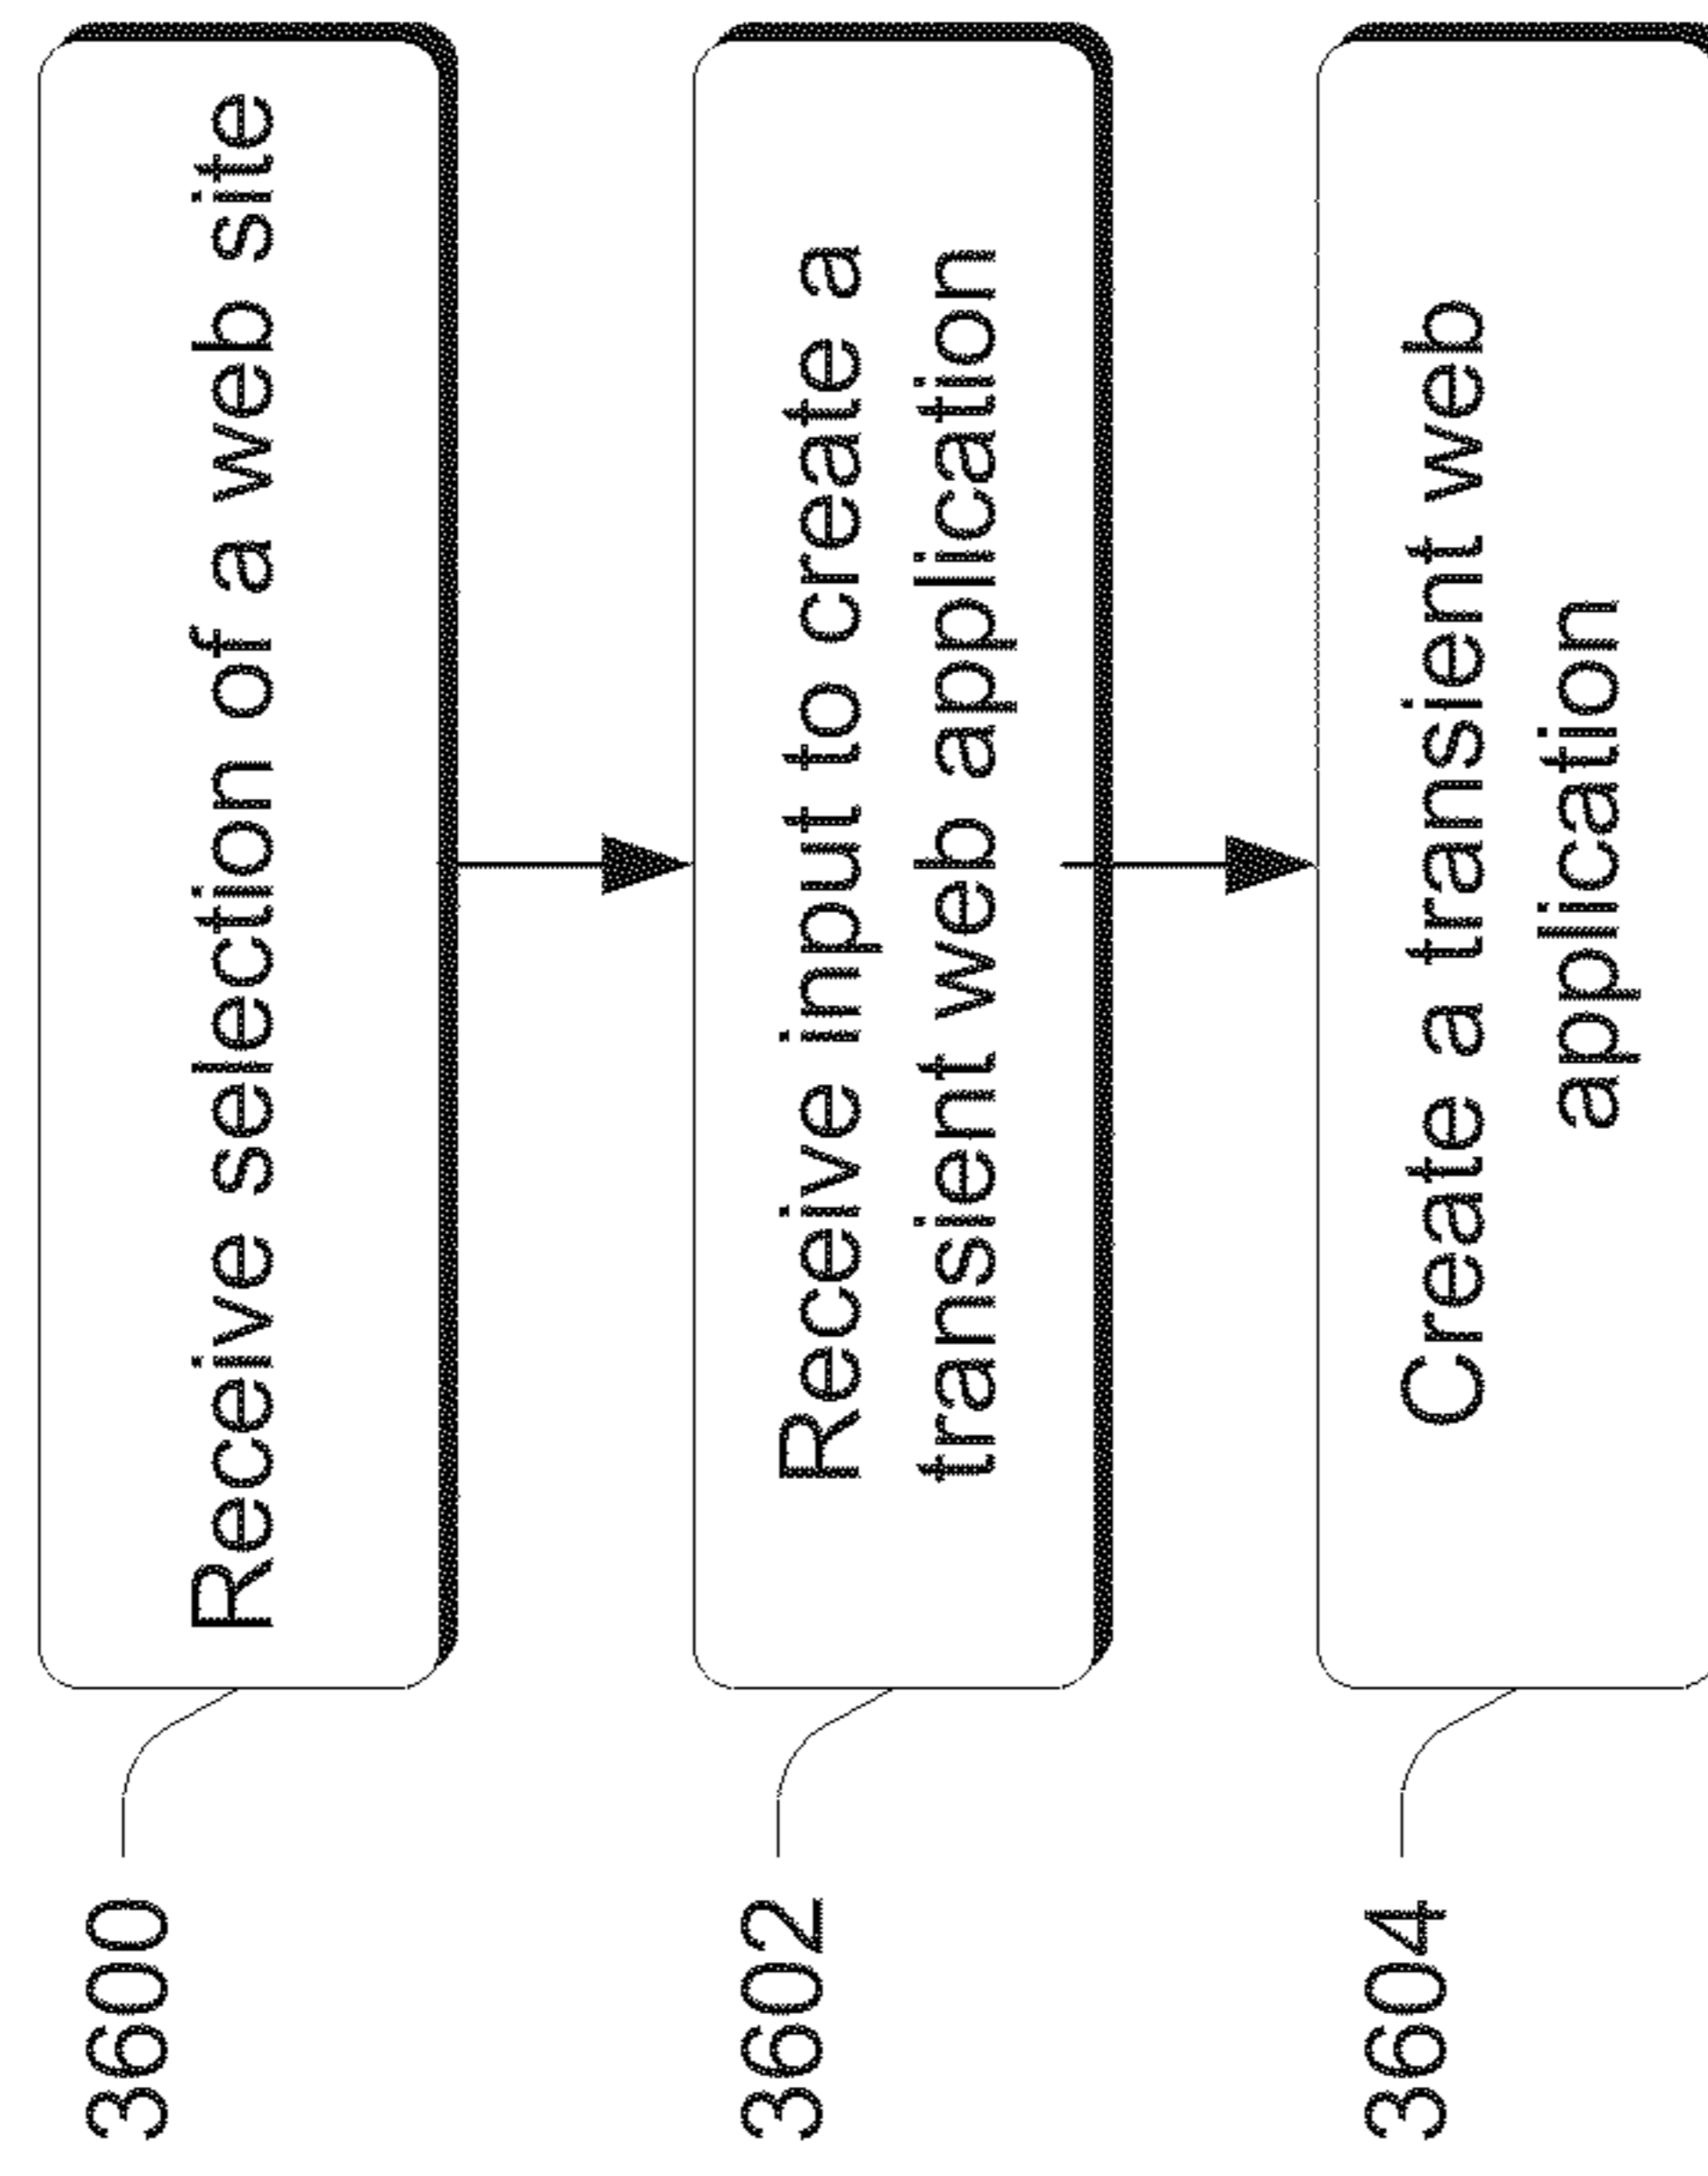 3600
Receive selection of a web site
3602
Receive input to create a
transient web application
3604
Create a transient web
application